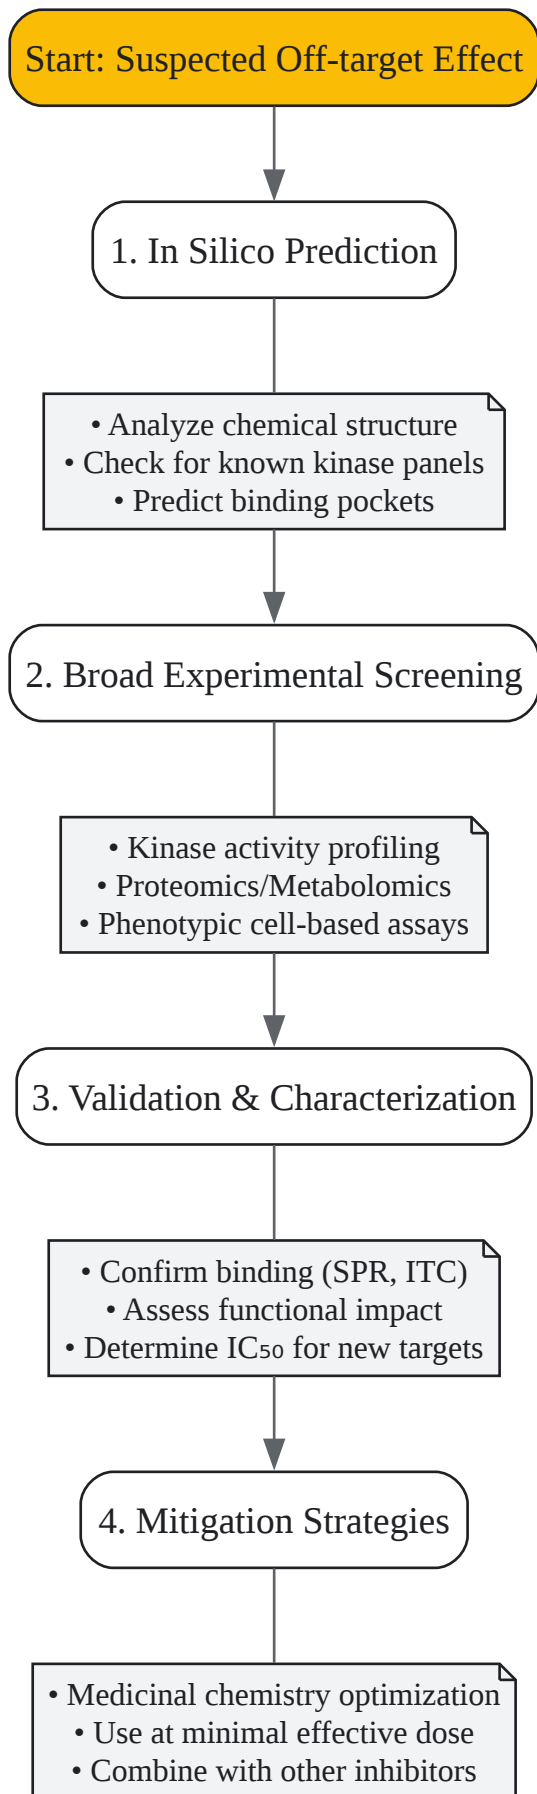 Start: Suspected Off-target Effect
1. In Silico Prediction
• Analyze chemical structure
• Check for known kinase panels
• Predict binding pockets
2. Broad Experimental Screening
• Kinase activity profiling
• Proteomics/Metabolomics
• Phenotypic cell-based assays
3. Validation & Characterization
• Confirm binding (SPR, ITC)
• Assess functional impact
• Determine IC₅₀ for new targets
4. Mitigation Strategies
• Medicinal chemistry optimization
• Use at minimal effective dose
• Combine with other inhibitors